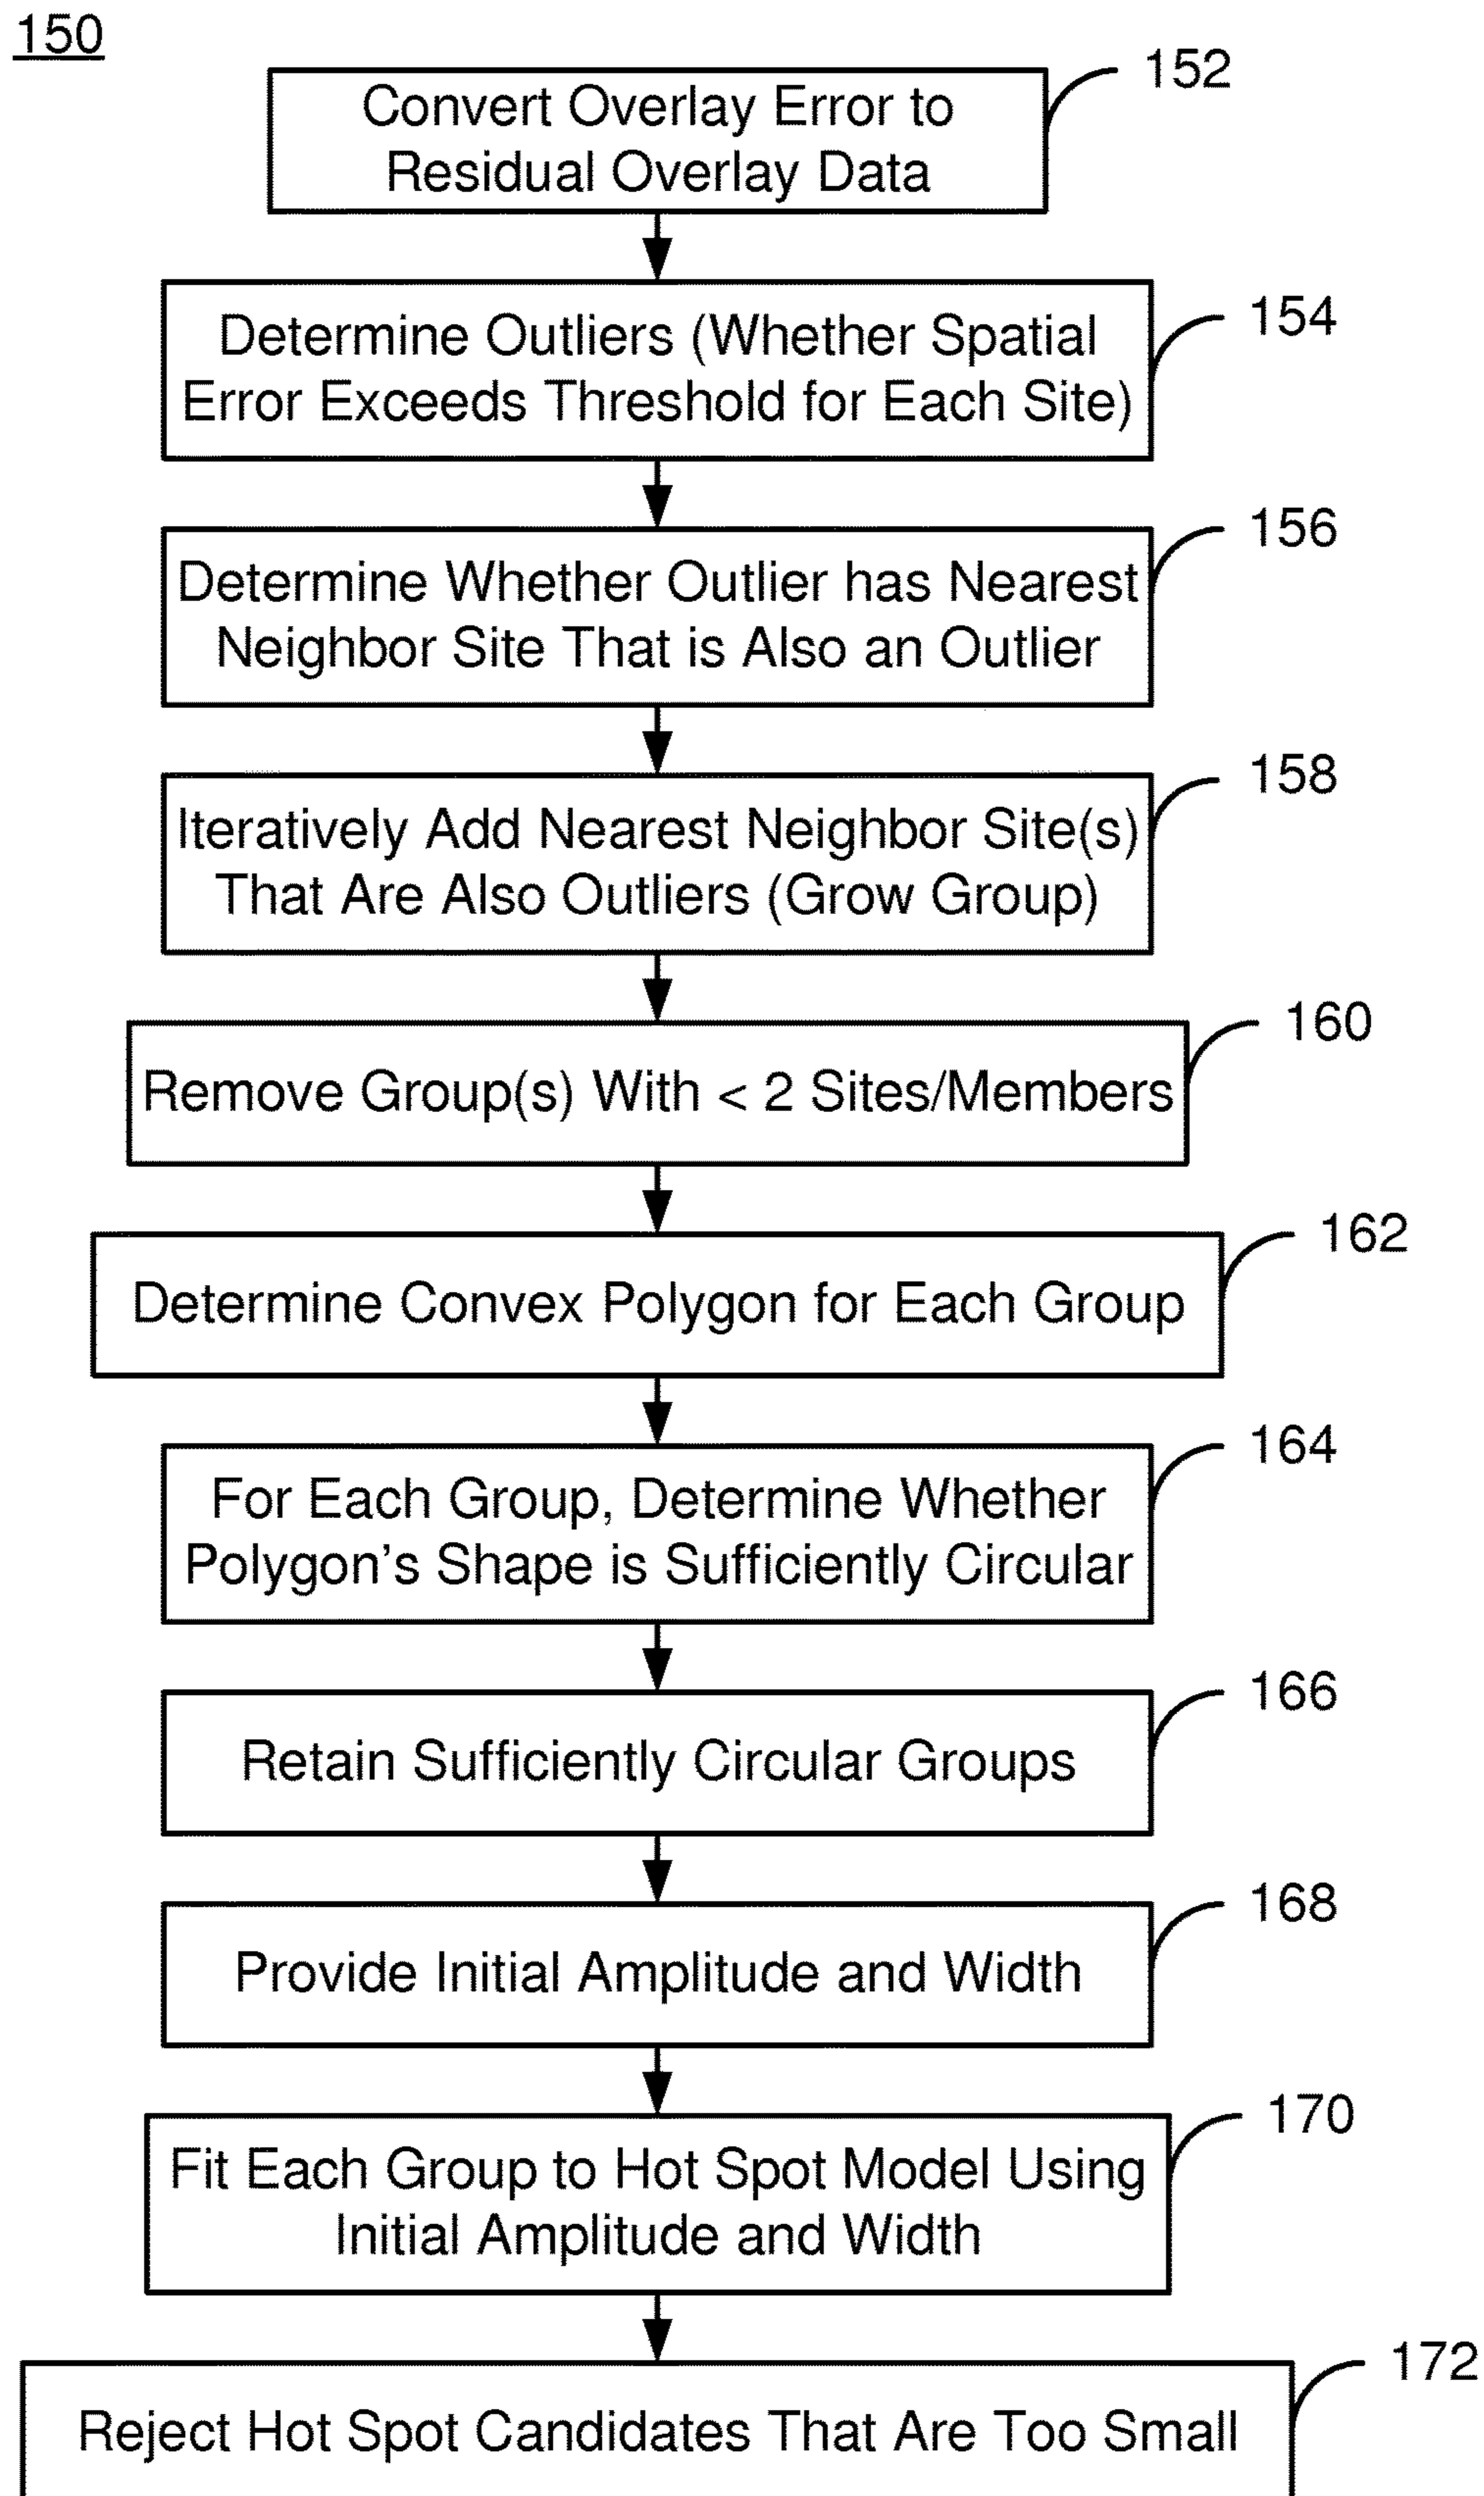 150
152
Convert Overlay Error to
Residual Overlay Data
154
Determine Outliers (Whether Spatial
Error Exceeds Threshold for Each Site)
156
Determine Whether Outlier has Nearest
Neighbor Site That is Also an Outlier
158
Iteratively Add Nearest Neighbor Site(s)
That Are Also Outliers (Grow Group)
160
Remove Group(s) With < 2 Sites/Members
162
Determine Convex Polygon for Each Group
164
For Each Group, Determine Whether
Polygon's Shape is Sufficiently Circular
166
Retain Sufficiently Circular Groups
168
Provide Initial Amplitude and Width
170
Fit Each Group to Hot Spot Model Using
Initial Amplitude and Width
172
Reject Hot Spot Candidates That Are Too Small